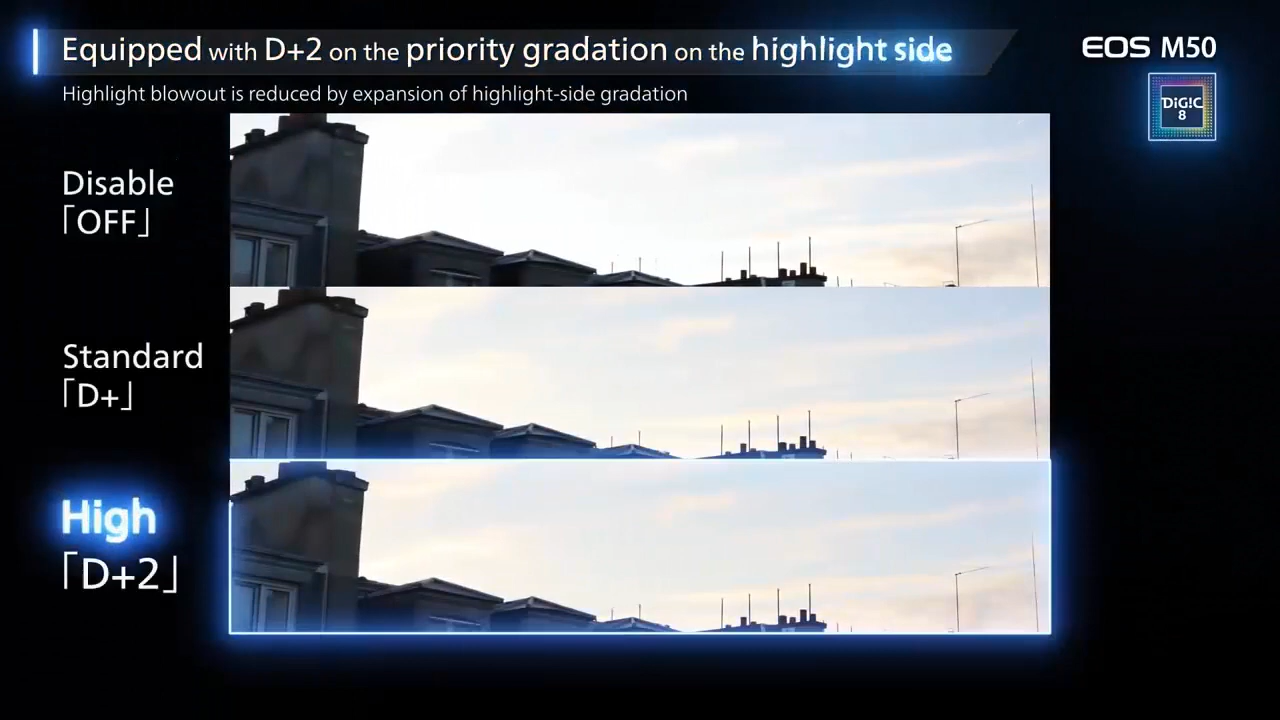 Equipped with D+2 on the priority gradation on the highlight side
EOS M50
Highlight blowout is reduced by expansion of highlight-side gradation
DIGIC
8
Disable
「OFF」
Standard
「D+」
High
「D+2」